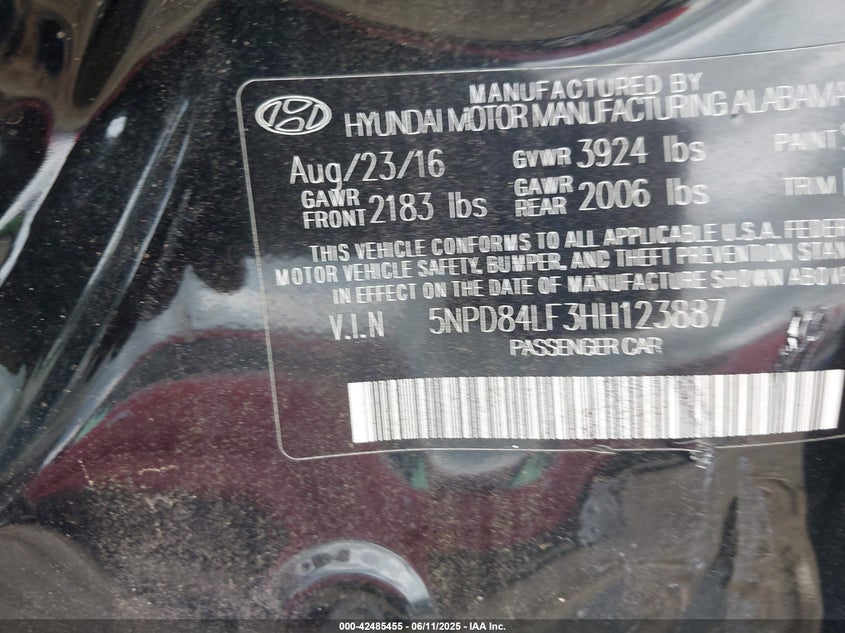 MANUFACTURED BY
HYUNDAI MOTOR MANUFACTURING ALABAMA
Aug/23/16 GVWR 3924 lbs PAINT
GAWR FRONT 2183 lbs GAWR REAR 2006 lbs TRIM
THIS VEHICLE CONFORMS TO ALL APPLICABLE U.S.A. FEDER
MOTOR VEHICLE SAFETY, BUMPER, AND THEFT PREVENTION STAN
IN EFFECT ON THE DATE OF MANUFACTURE SHOWN ABOV
V.I.N 5NPD84LF3HH123887
PASSENGER CAR
000-42485455 - 06/11/2025 - IAA, Inc.